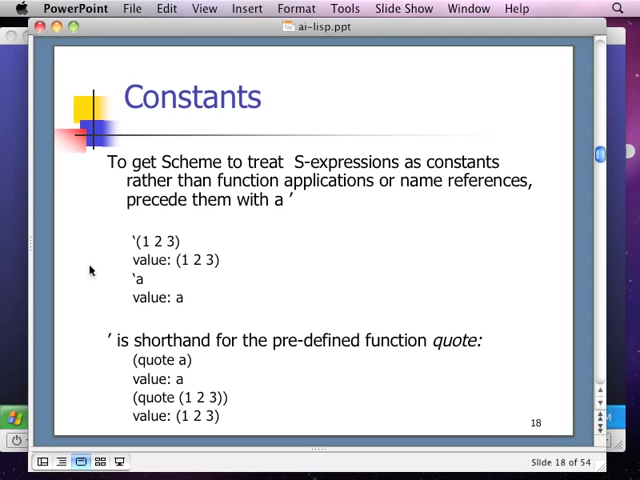 PowerPoint File Edit View Insert Format Tools Slide Show Window Help
ai-lisp.ppt
Constants
To get Scheme to treat S-expressions as constants
rather than function applications or name references,
precede them with a ’
‘(1 2 3)
value: (1 2 3)
‘a
value: a
’ is shorthand for the pre-defined function quote:
(quote a)
value: a
(quote (1 2 3))
value: (1 2 3)
18
Slide 18 of 54